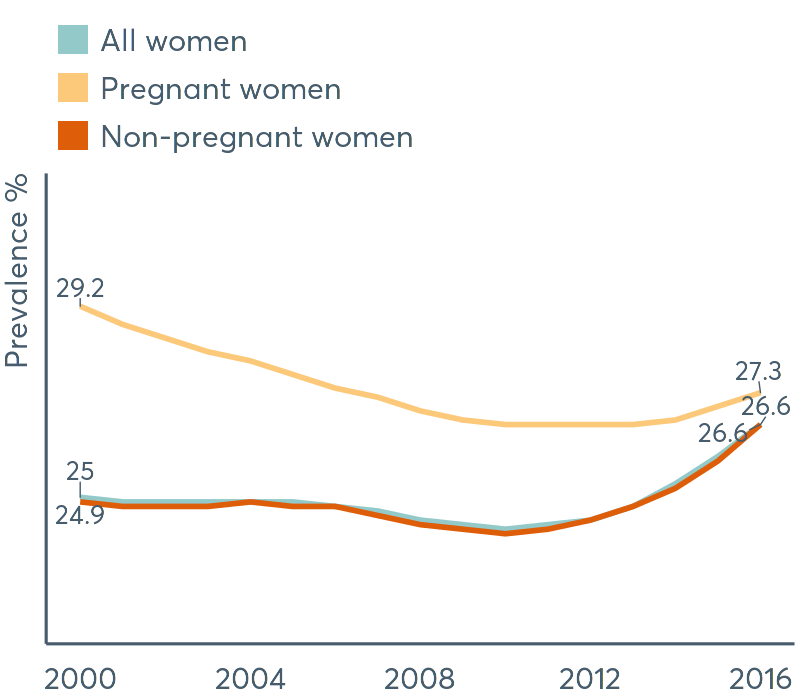 All women
Pregnant women
Non-pregnant women
Prevalence %
29.2
25
24.9
27.3
26.6
26.6
2000 2004 2008 2012 2016